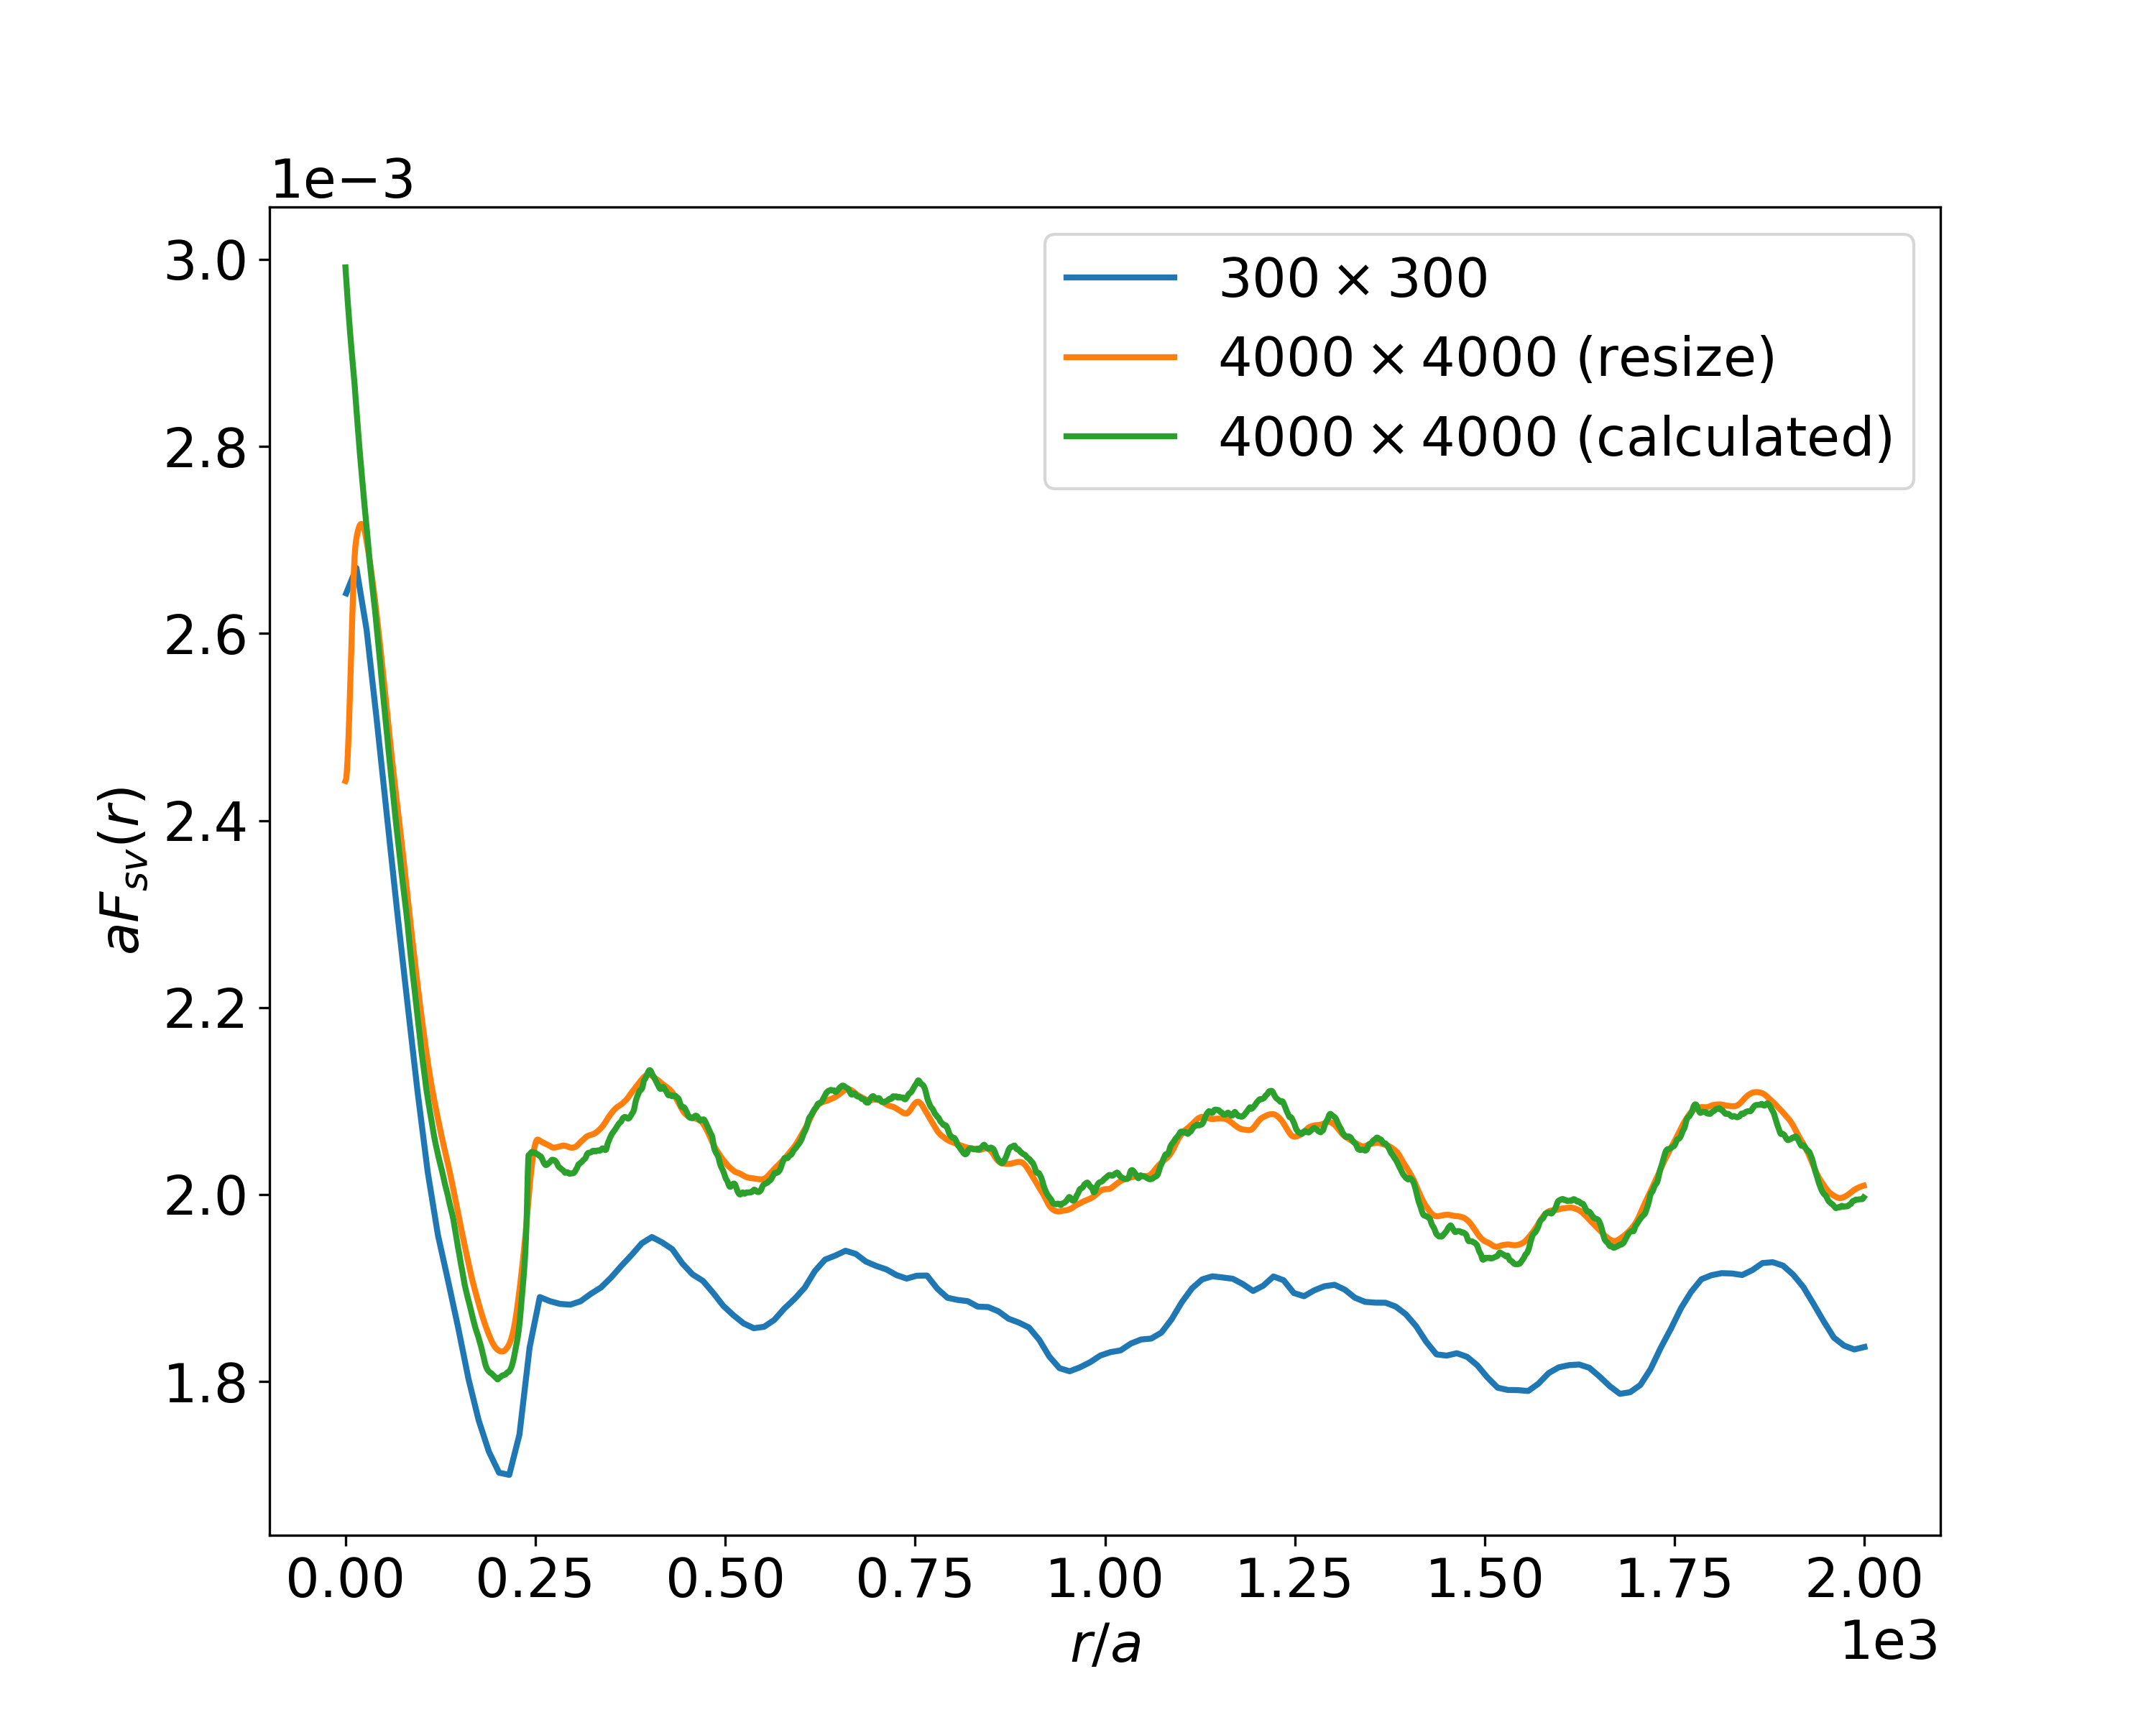 1e−3
3.0
2.8
2.6
2.4
2.2
2.0
1.8
aF_{sv}(r)
300 × 300
4000 × 4000 (resize)
4000 × 4000 (calculated)
0.00 0.25 0.50 0.75 1.00 1.25 1.50 1.75 2.00
r/a
1e3